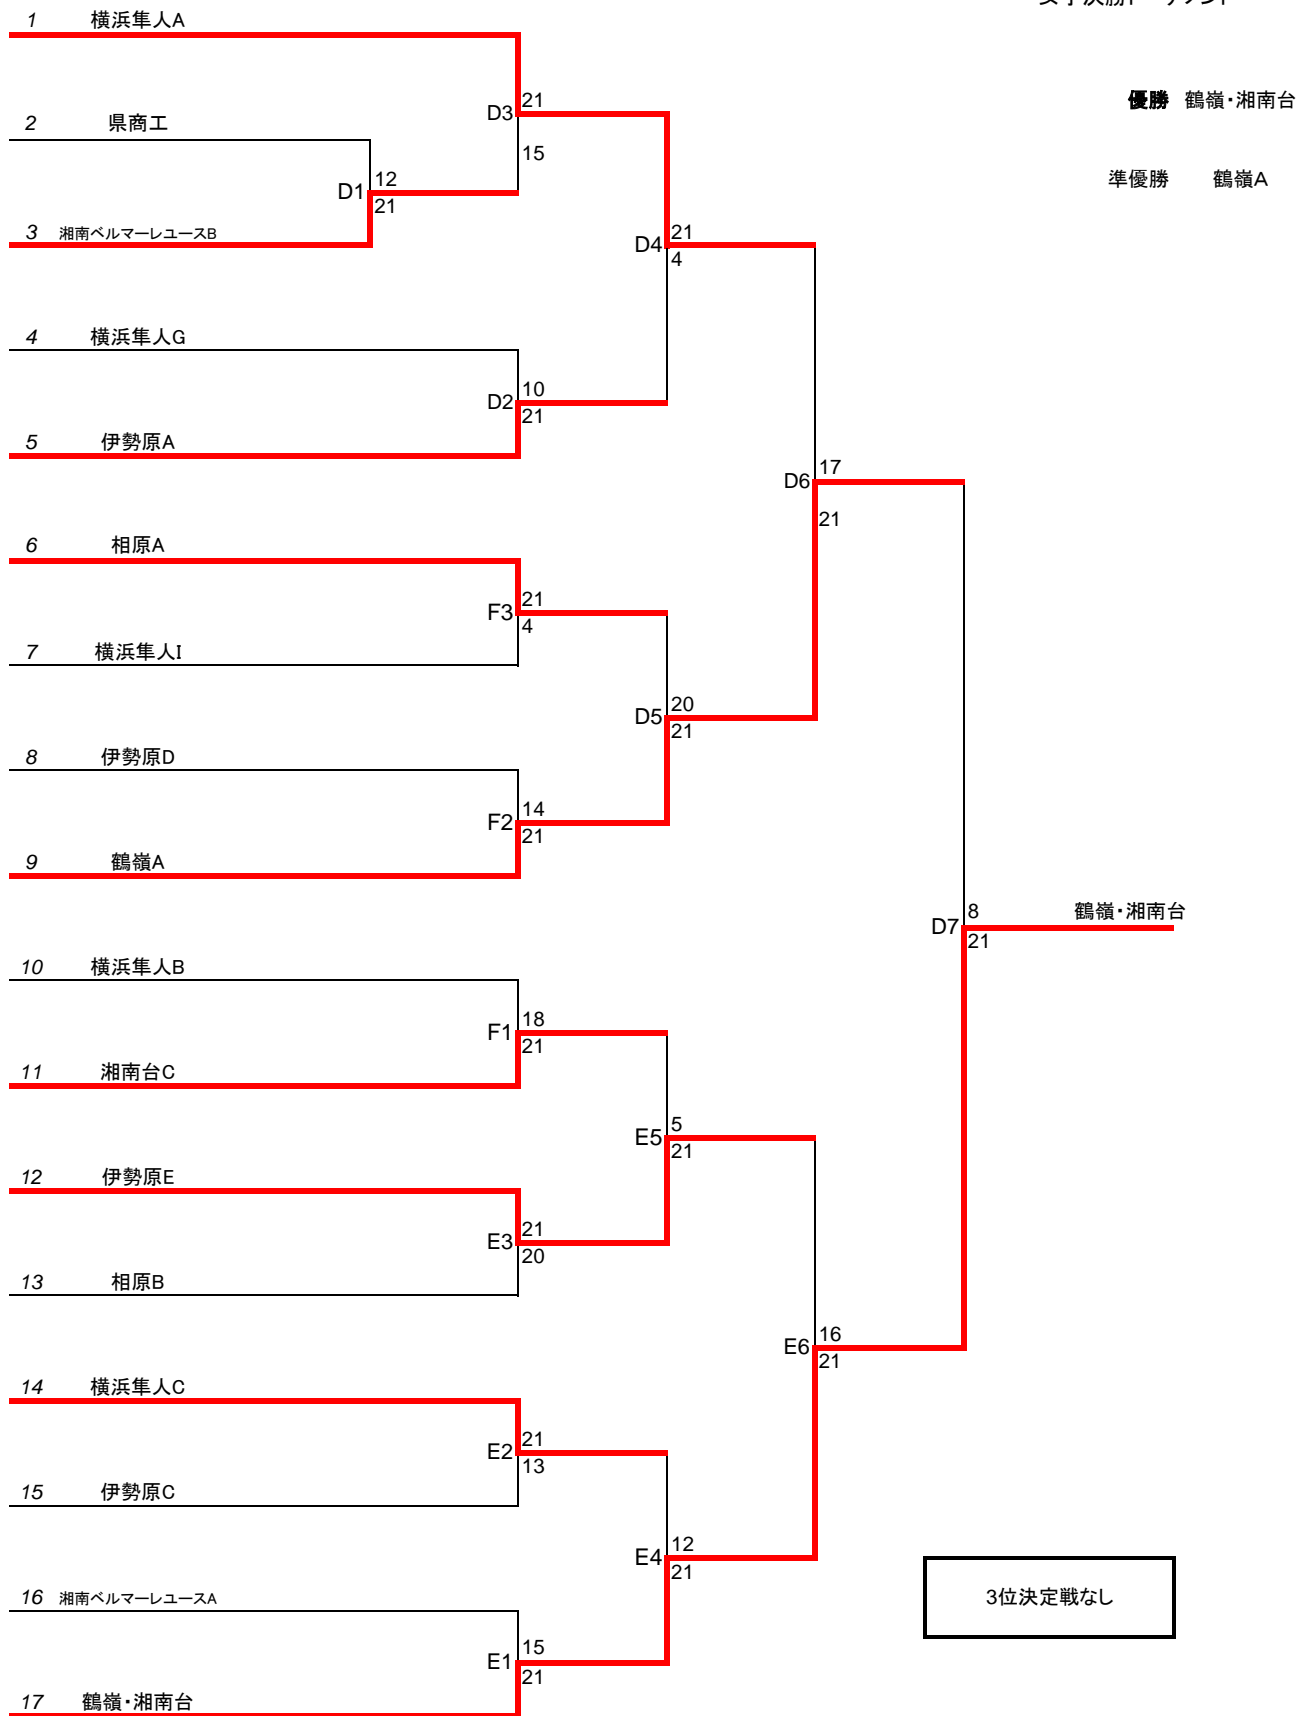 1 横浜隼人A
優勝 鶴嶺・湘南台
D3 21
2 県商工
15
準優勝 鶴嶺A
D1 12
21
3 湘南ベルマーレユースB
D4 21
4
4 横浜隼人G
D2 10
21
5 伊勢原A
D6 17
21
6 相原A
F3 21
4
7 横浜隼人I
D5 20
21
8 伊勢原D
F2 14
21
9 鶴嶺A
D7 8
21
鶴嶺・湘南台
10 横浜隼人B
F1 18
21
11 湘南台C
E5 5
21
12 伊勢原E
E3 21
20
13 相原B
E6 16
21
14 横浜隼人C
E2 21
13
15 伊勢原C
E4 12
21
16 湘南ベルマーレユースA
3位決定戦なし
E1 15
21
17 鶴嶺・湘南台